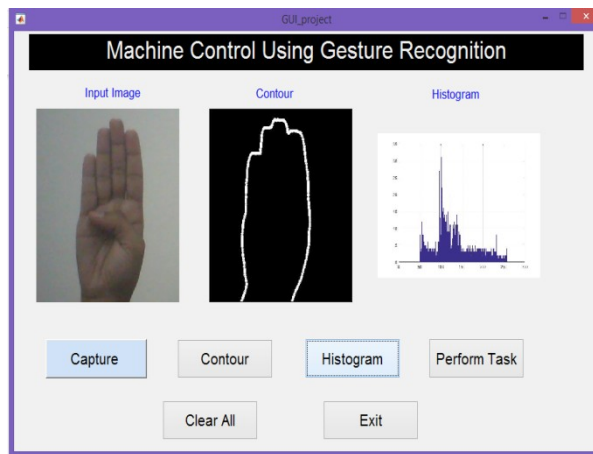 GUI_project
Machine Control Using Gesture Recognition
Input Image
Contour
Histogram
Capture
Contour
Histogram
Perform Task
Clear All
Exit